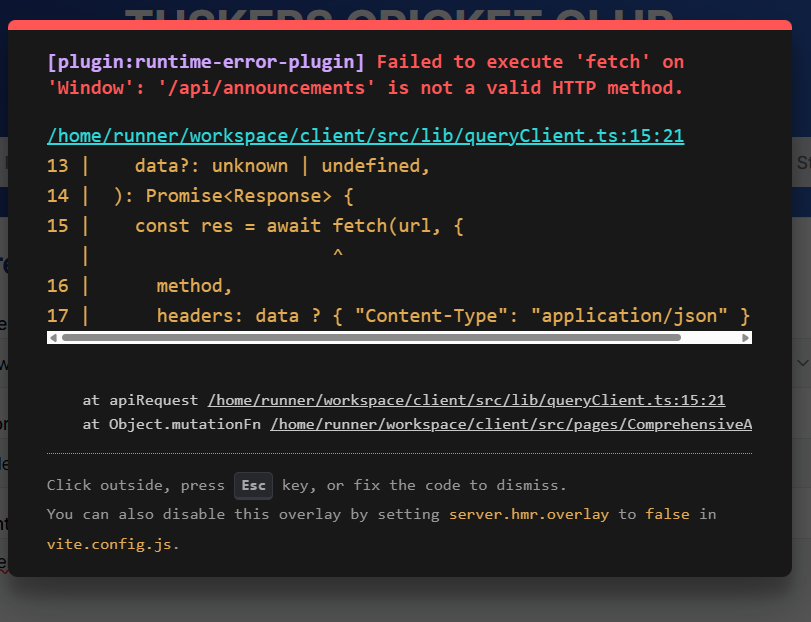 TUSKERS CRICKET CLUB
[plugin:runtime-error-plugin] Failed to execute 'fetch' on
'Window': '/api/announcements' is not a valid HTTP method.
/home/runner/workspace/client/src/lib/queryClient.ts:15:21
13 |    data?: unknown | undefined,
14 |  ): Promise<Response> {
15 |    const res = await fetch(url, {
   |                      ^
16 |      method,
17 |      headers: data ? { "Content-Type": "application/json" }
at apiRequest /home/runner/workspace/client/src/lib/queryClient.ts:15:21
at Object.mutationFn /home/runner/workspace/client/src/pages/ComprehensiveA
Click outside, press Esc key, or fix the code to dismiss.
You can also disable this overlay by setting server.hmr.overlay to false in
vite.config.js.